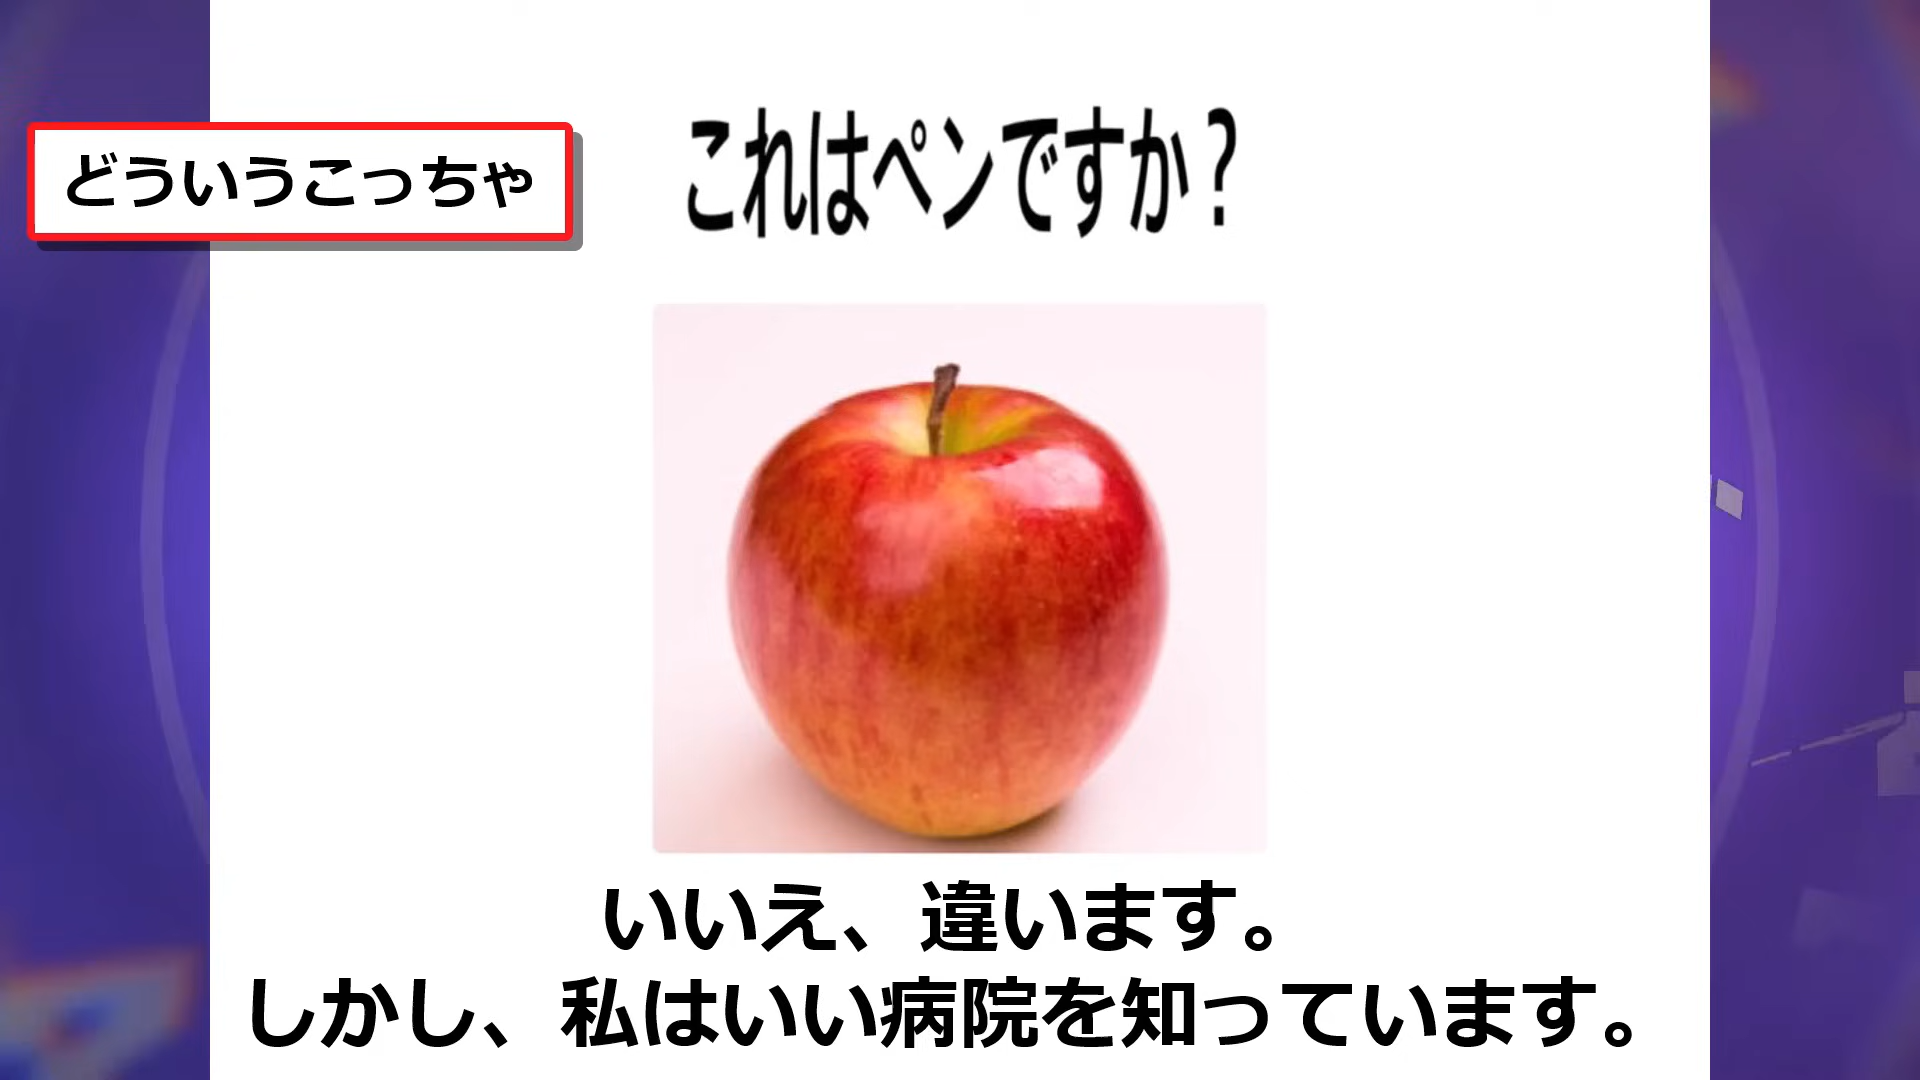 どういうこっちゃ
これはペンですか？
いいえ、違います。
しかし、私はいい病院を知っています。